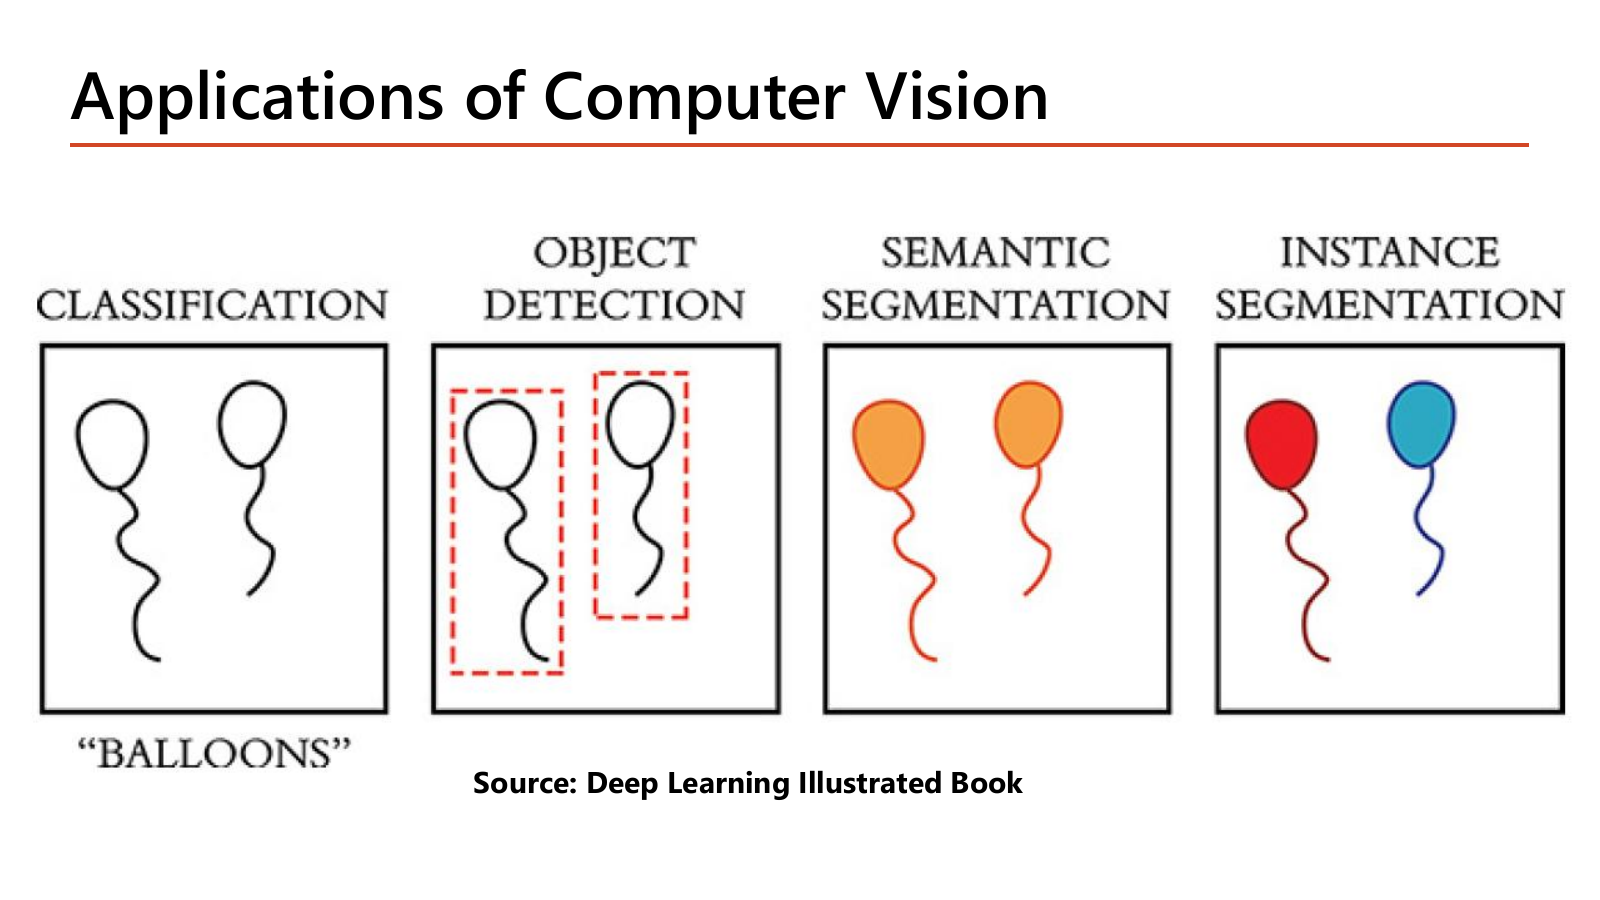 Applications of Computer Vision
CLASSIFICATION
OBJECT
DETECTION
SEMANTIC
SEGMENTATION
INSTANCE
SEGMENTATION
“BALLOONS”
Source: Deep Learning Illustrated Book